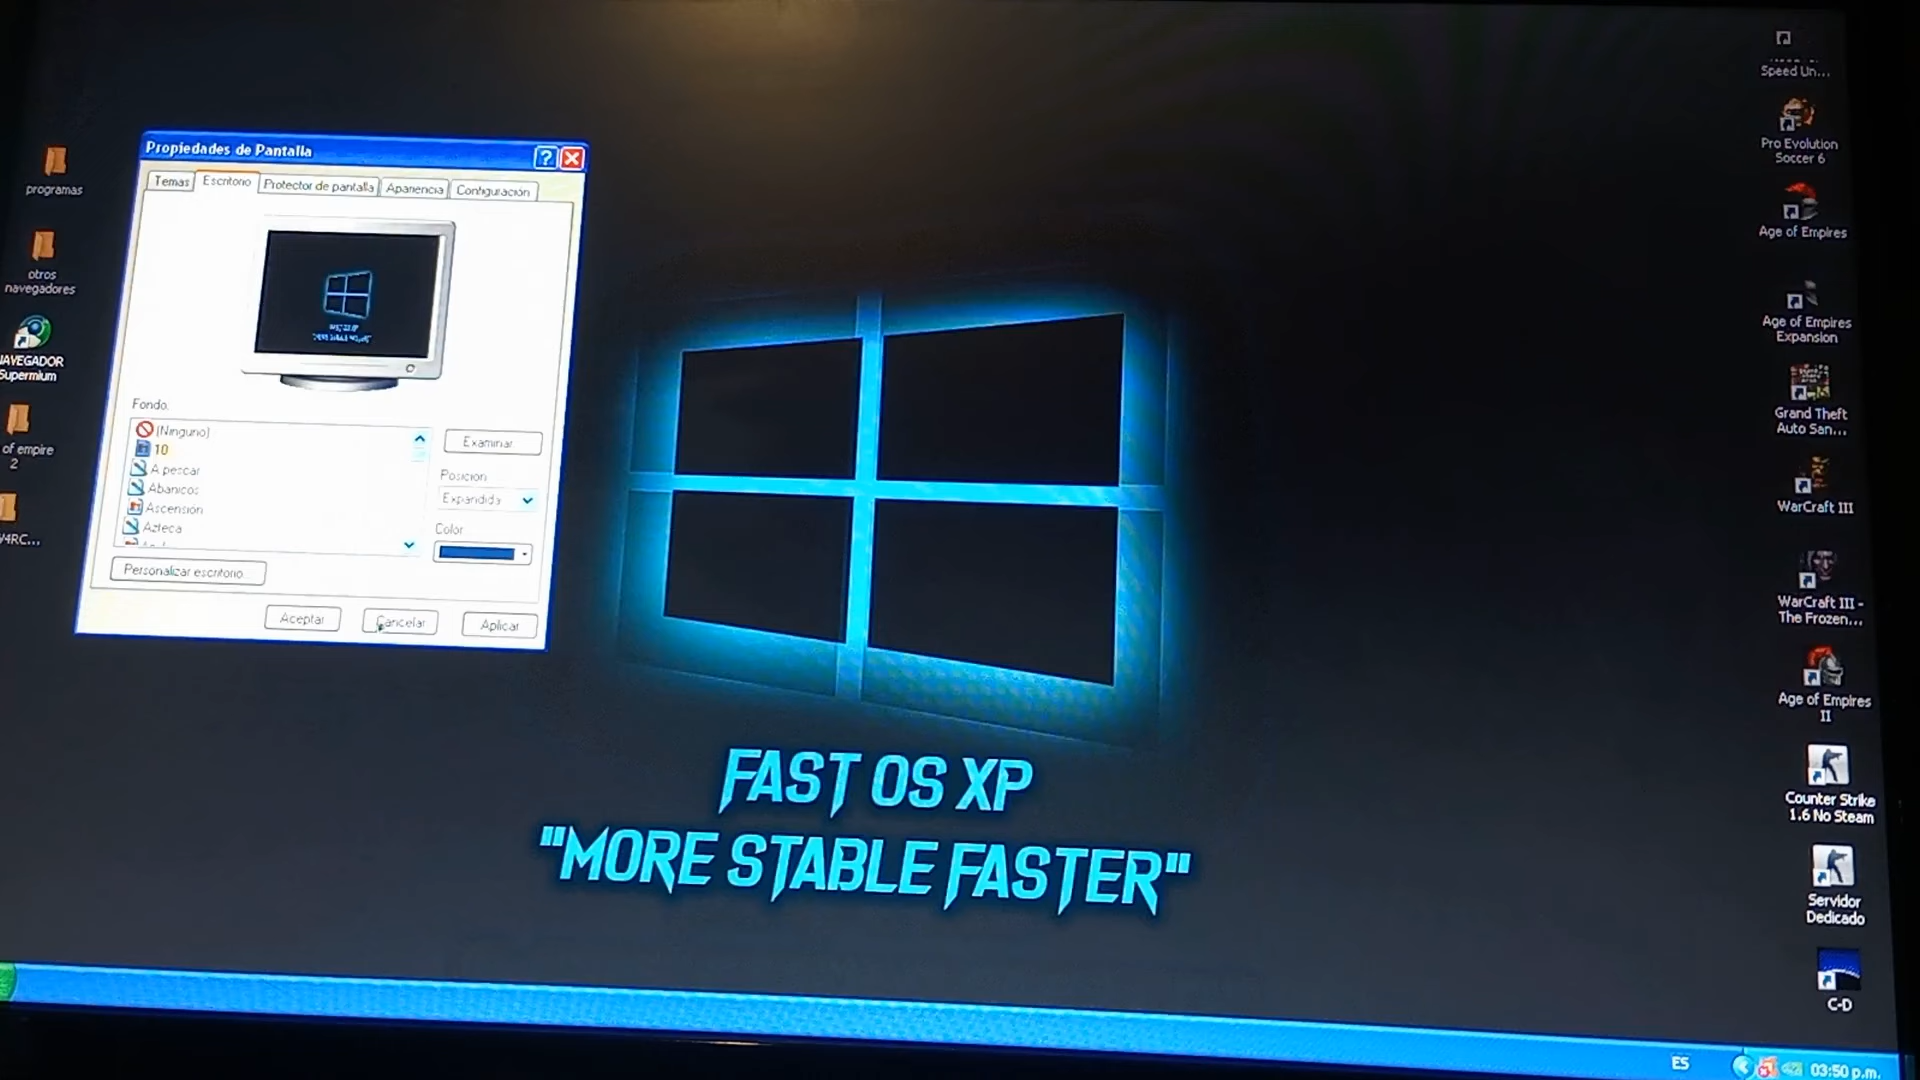 Propiedades de Pantalla
Temas
Escritorio
Protector de pantalla
Apariencia
Configuración
Fondo:
(Ninguno)
10
A pescar
Abanicos
Ascensión
Azteca
Examinar...
Posición
Expandida
Color
Personalizar escritorio...
Aceptar
Cancelar
Aplicar
programas
otros
navegadores
NAVEGADOR
Supermium
of empire
2
FAST OS XP
"MORE STABLE FASTER"
Speed Un...
Pro Evolution
Soccer 6
Age of Empires
Age of Empires
Expansion
Grand Theft
Auto San...
WarCraft III
WarCraft III -
The Frozen...
Age of Empires
II
Counter Strike
1.6 No Steam
Servidor
Dedicado
C-D
ES
03:50 p.m.